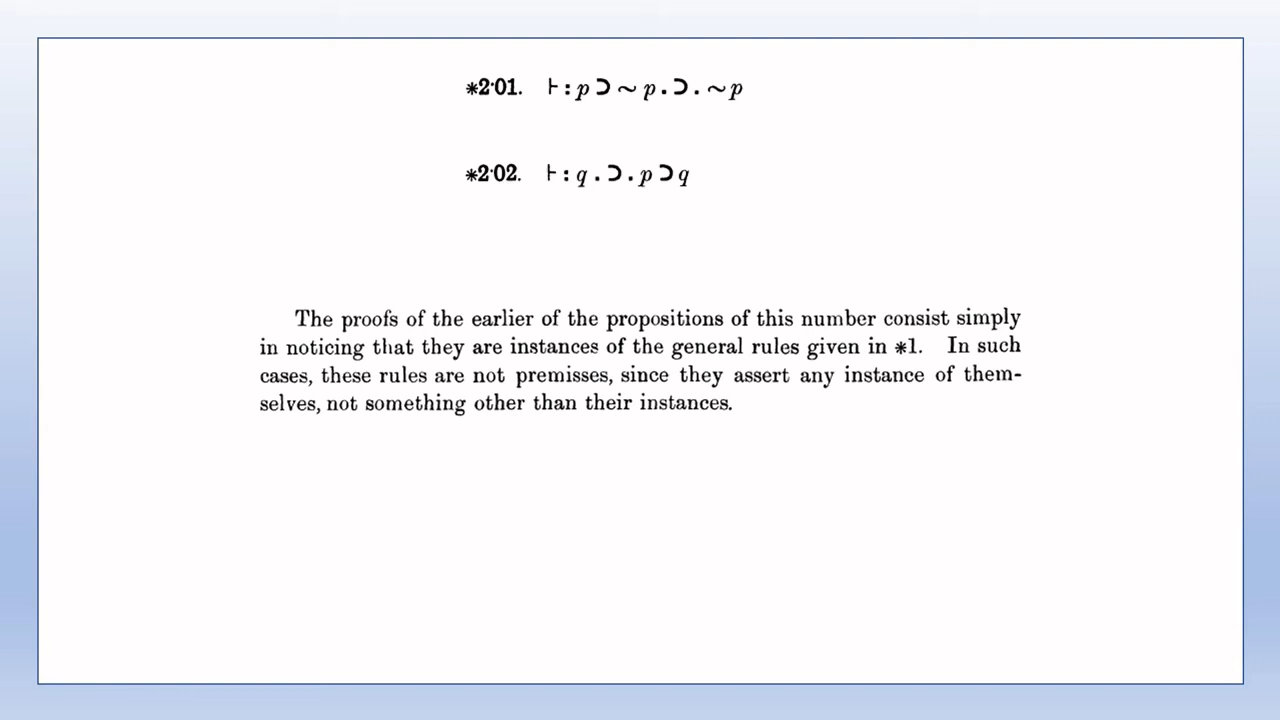 ∗2·01. ⊢ : p ⊃ ∼ p . ⊃ . ∼ p
∗2·02. ⊢ : q . ⊃ . p ⊃ q
The proofs of the earlier of the propositions of this number consist simply
in noticing that they are instances of the general rules given in ∗1. In such
cases, these rules are not premisses, since they assert any instance of them-
selves, not something other than their instances.